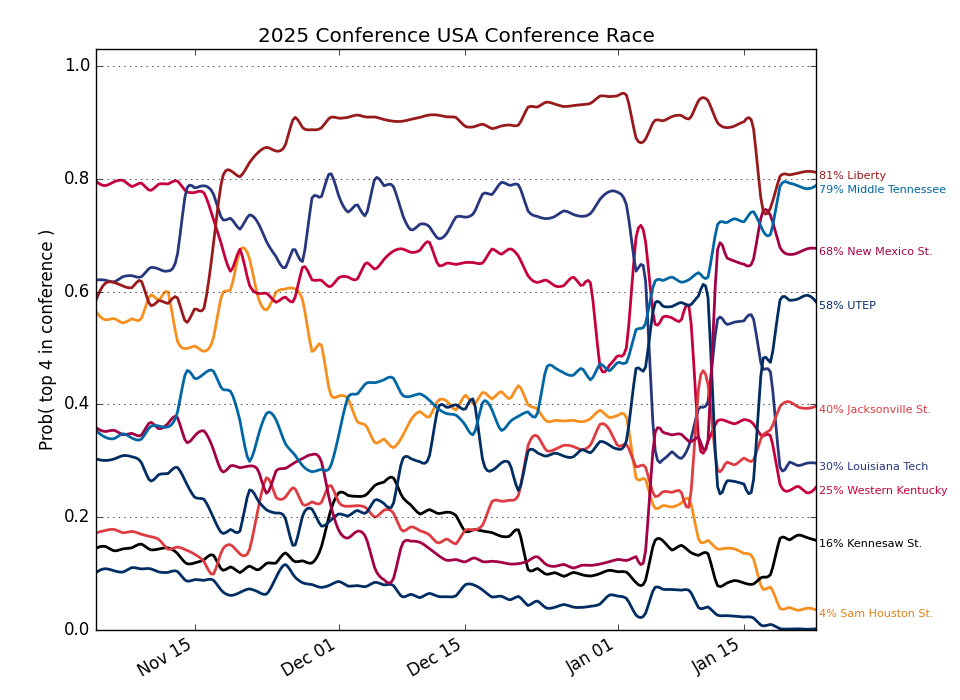 2025 Conference USA Conference Race
Prob( top 4 in conference )
1.0
0.8
0.6
0.4
0.2
0.0
Nov 15
Dec 01
Dec 15
Jan 01
Jan 15
81% Liberty
79% Middle Tennessee
68% New Mexico St.
58% UTEP
40% Jacksonville St.
30% Louisiana Tech
25% Western Kentucky
16% Kennesaw St.
4% Sam Houston St.